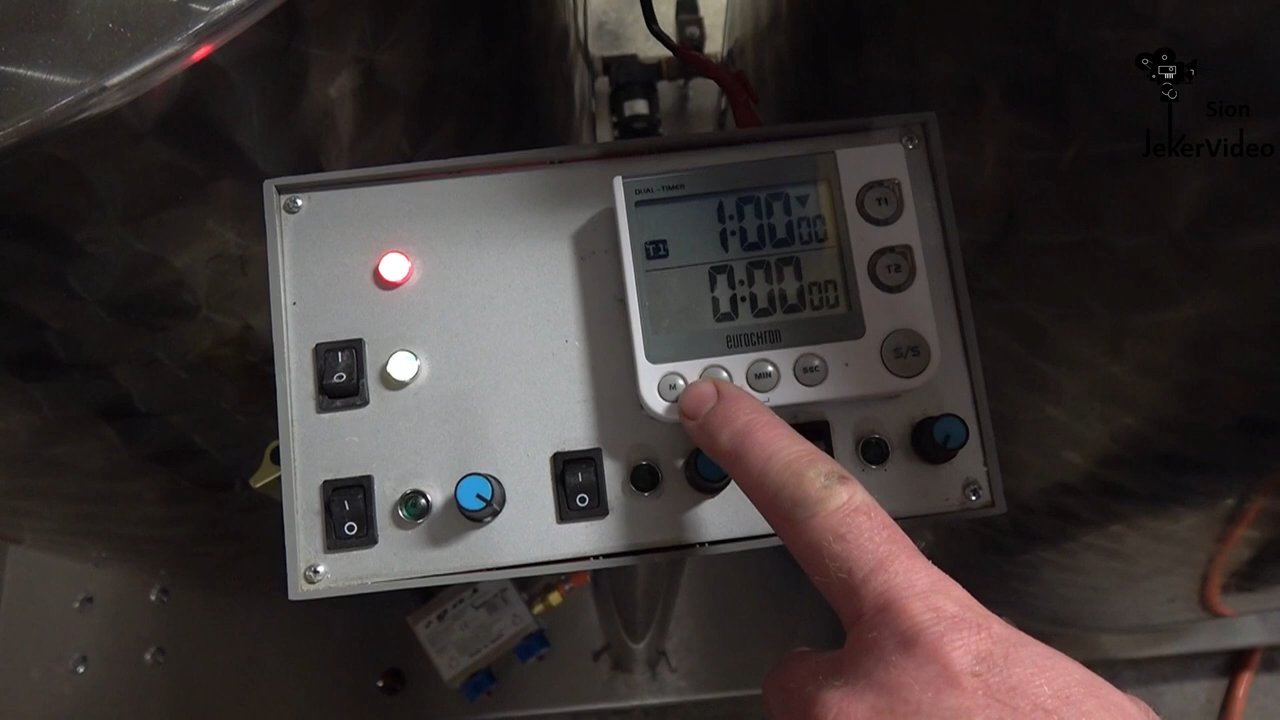 Sion
JekerVideo
DUAL-TIMER
T1
1:00 00
T1
0:00 00
T2
eurochron
S/S
M
MIN
SEC
I
O
I
O
I
O